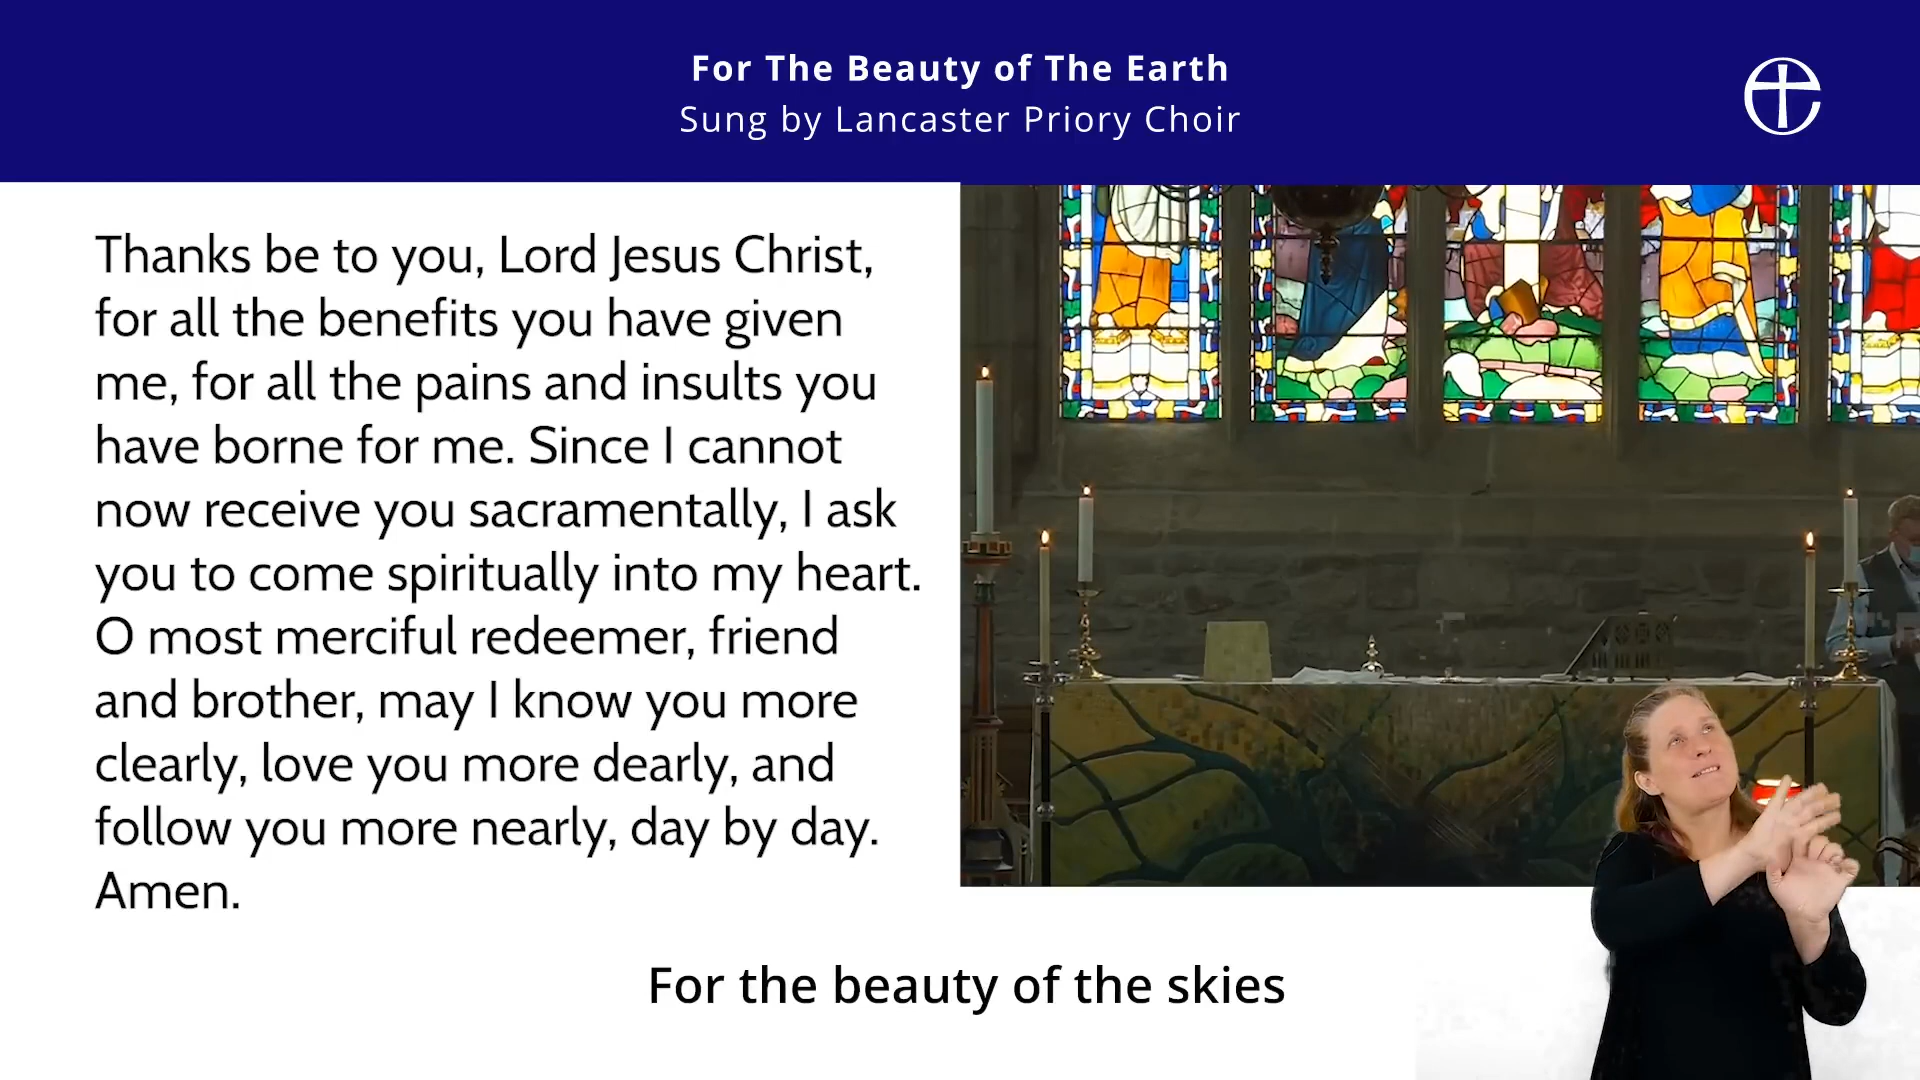 For The Beauty of The Earth
Sung by Lancaster Priory Choir
Thanks be to you, Lord Jesus Christ,
for all the benefits you have given
me, for all the pains and insults you
have borne for me. Since I cannot
now receive you sacramentally, I ask
you to come spiritually into my heart.
O most merciful redeemer, friend
and brother, may I know you more
clearly, love you more dearly, and
follow you more nearly, day by day.
Amen.
For the beauty of the skies